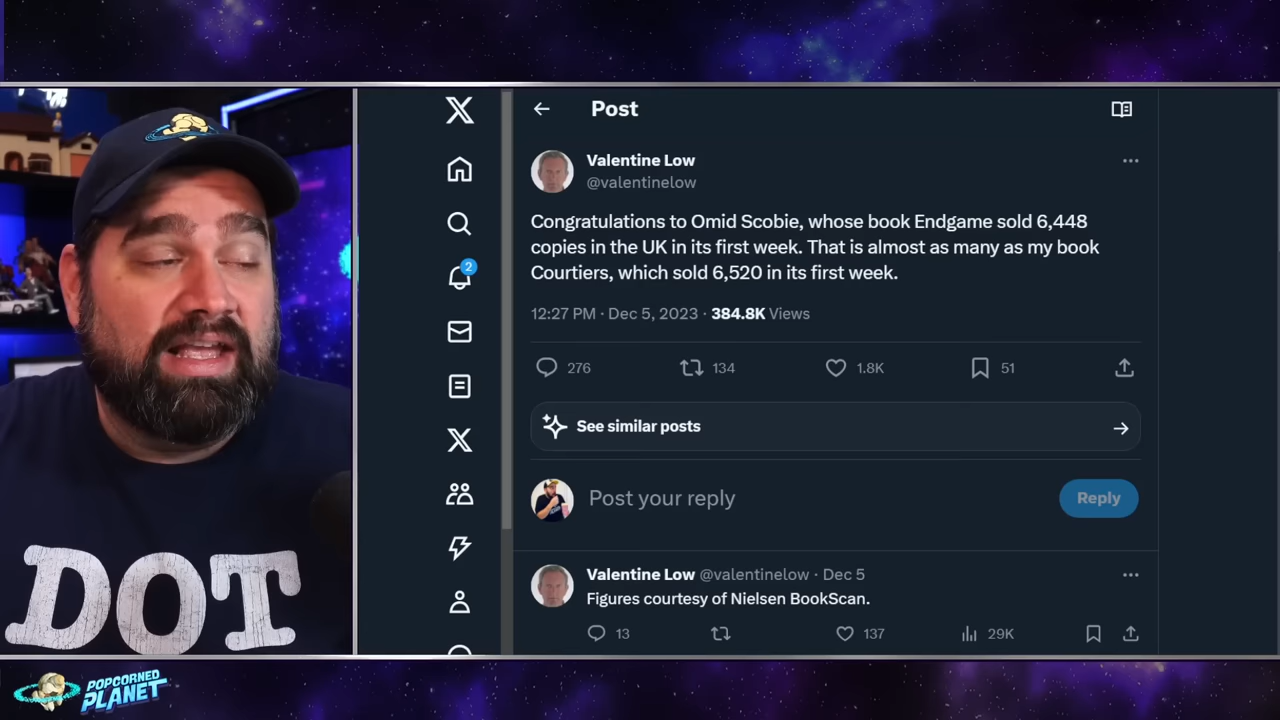 Post
Valentine Low
@valentinelow
Congratulations to Omid Scobie, whose book Endgame sold 6,448
copies in the UK in its first week. That is almost as many as my book
Courtiers, which sold 6,520 in its first week.
12:27 PM · Dec 5, 2023 · 384.8K Views
276 134 1.8K 51
See similar posts
Post your reply
Reply
Valentine Low @valentinelow · Dec 5
Figures courtesy of Nielsen BookScan.
13 137 29K
2
DOT
POPCORNED
PLANET